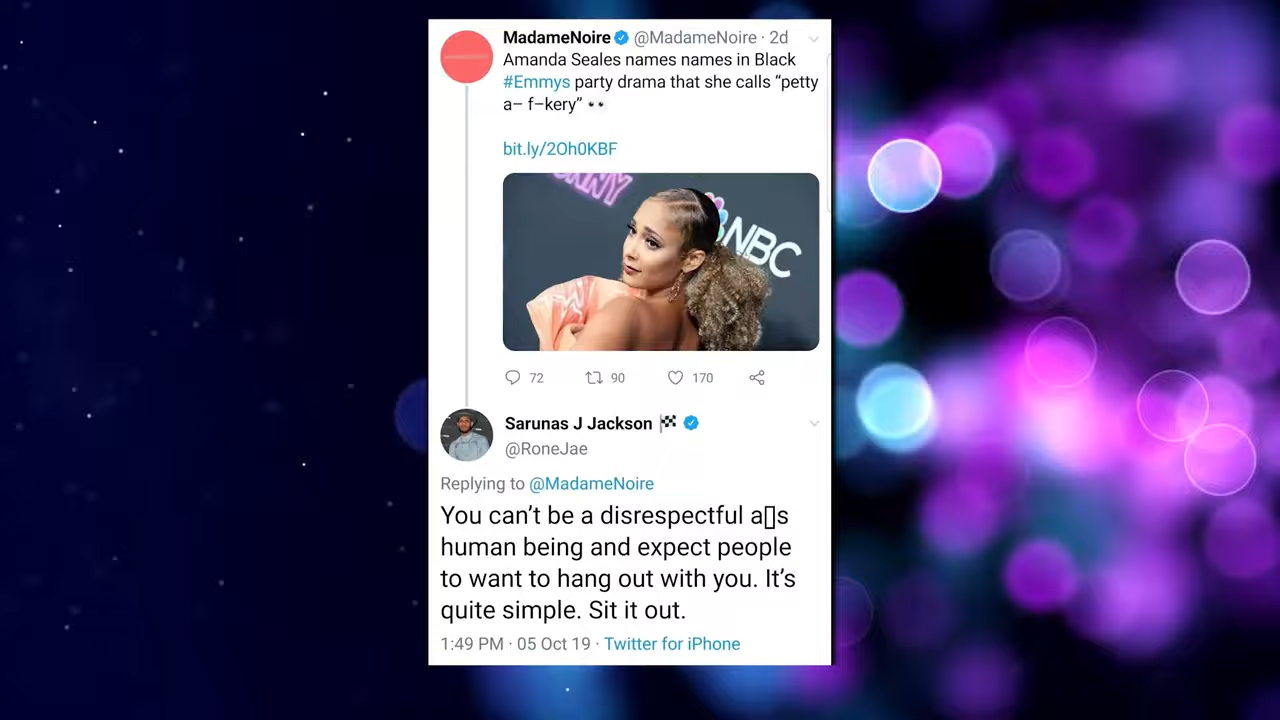 MadameNoire @MadameNoire · 2d
Amanda Seales names names in Black
#Emmys party drama that she calls “petty
a– f–kery” 👀
bit.ly/2Oh0KBF
NBC
72 90 170
Sarunas J Jackson 🏁
@RoneJae
Replying to @MadameNoire
You can’t be a disrespectful a▯s
human being and expect people
to want to hang out with you. It’s
quite simple. Sit it out.
1:49 PM · 05 Oct 19 · Twitter for iPhone